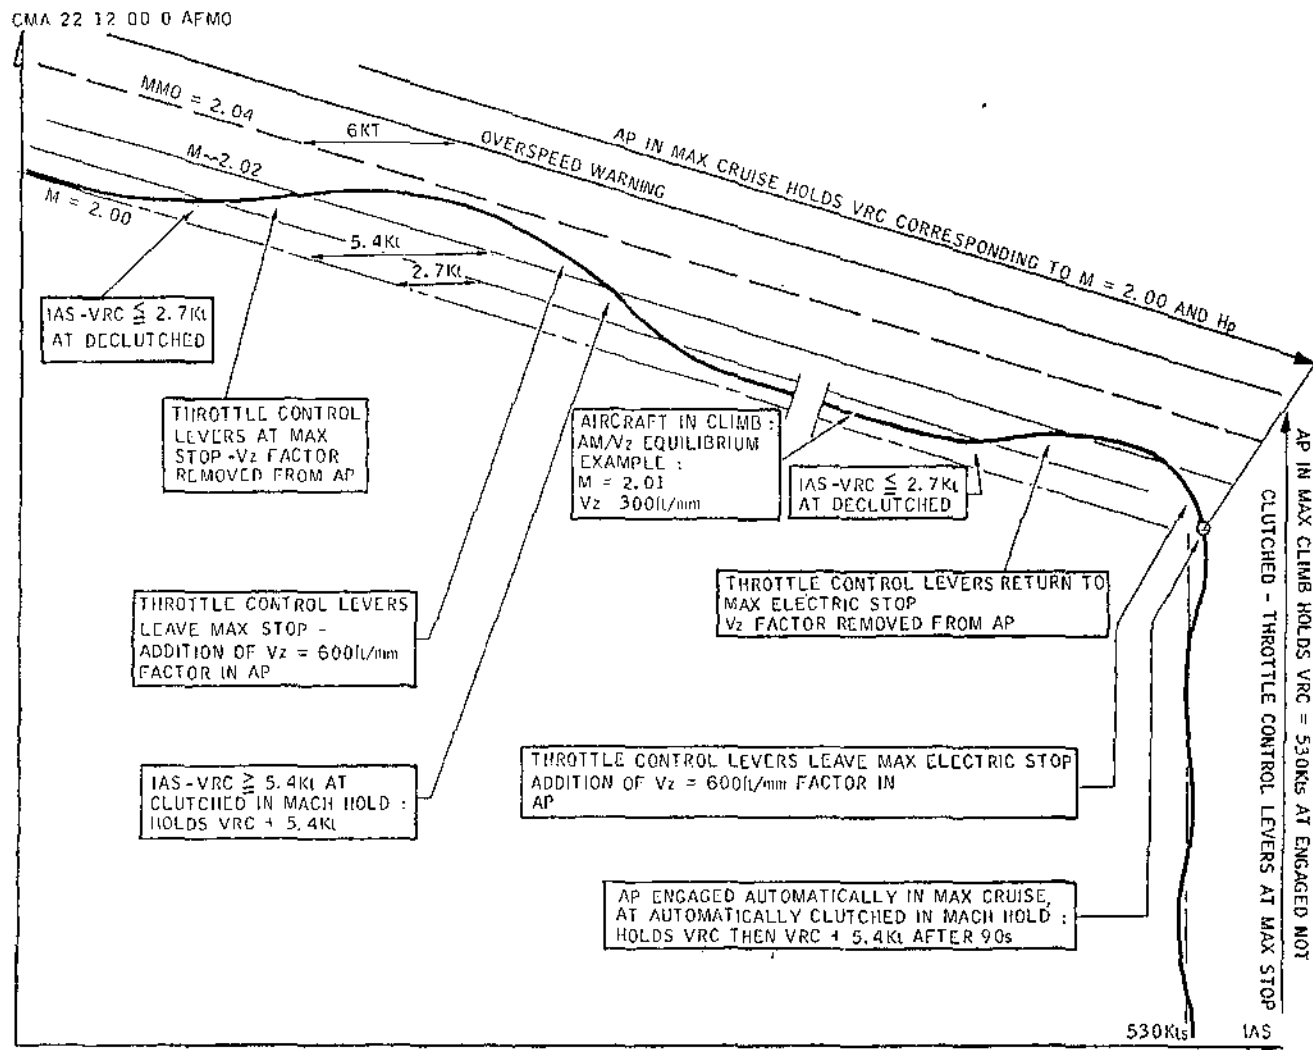 CMA 22 12 00 0 AFMO
MMO = 2.04
6KT
OVERSPEED WARNING
AP IN MAX CRUISE HOLDS VRC CORRESPONDING TO M = 2.00 AND Hp
M~2.02
M = 2.00
5.4Kt
2.7Kt
IAS-VRC ≦ 2.7Kt
AT DECLUTCHED
THROTTLE CONTROL
LEVERS AT MAX
STOP -Vz FACTOR
REMOVED FROM AP
AIRCRAFT IN CLIMB :
AM/Vz EQUILIBRIUM
EXAMPLE :
M = 2.01
Vz 300ft/mm
IAS-VRC ≦ 2.7Kt
AT DECLUTCHED
THROTTLE CONTROL LEVERS RETURN TO
MAX ELECTRIC STOP
Vz FACTOR REMOVED FROM AP
THROTTLE CONTROL LEVERS
LEAVE MAX STOP -
ADDITION OF Vz = 600ft/mm
FACTOR IN AP
THROTTLE CONTROL LEVERS LEAVE MAX ELECTRIC STOP
ADDITION OF Vz = 600ft/mm FACTOR IN
AP
IAS-VRC ≧ 5.4Kt AT
CLUTCHED IN MACH HOLD :
HOLDS VRC + 5.4Kt
AP ENGAGED AUTOMATICALLY IN MAX CRUISE,
AT AUTOMATICALLY CLUTCHED IN MACH HOLD :
HOLDS VRC THEN VRC + 5.4Kt AFTER 90s
AP IN MAX CLIMB HOLDS VRC = 530Kts AT ENGAGED NOT
CLUTCHED - THROTTLE CONTROL LEVERS AT MAX STOP
530Kts
IAS